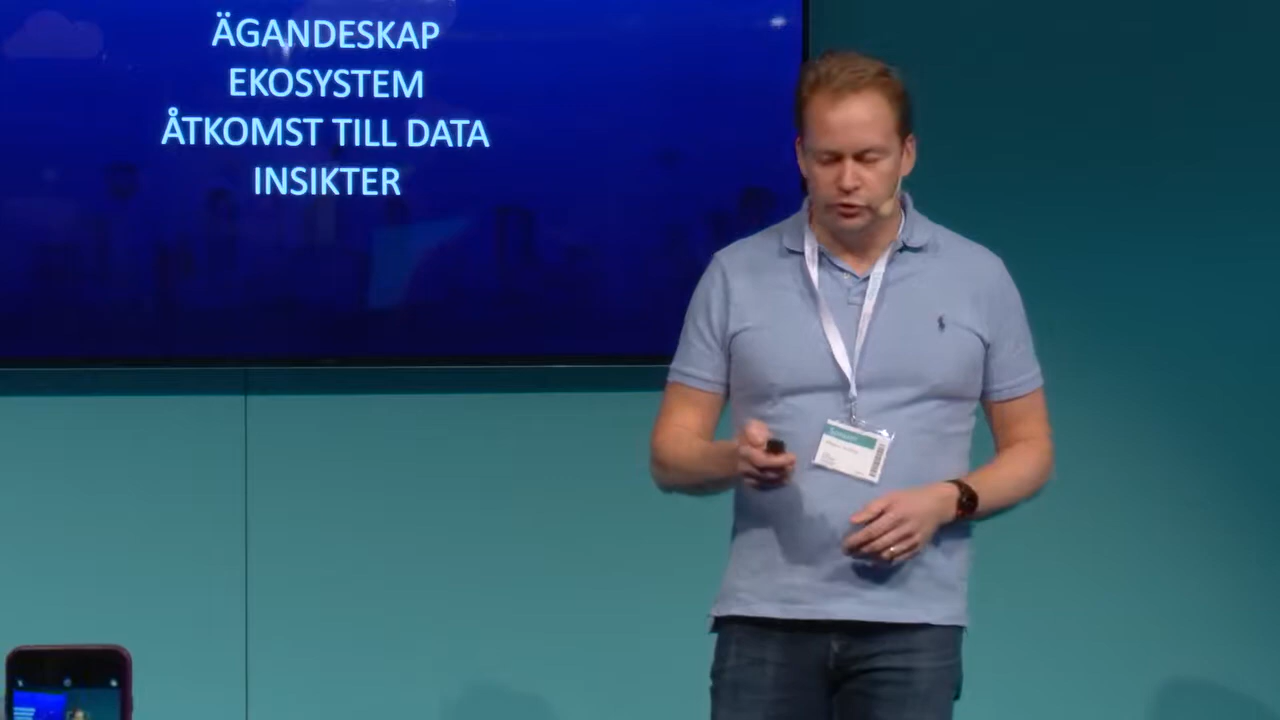 ÄGANDESKAP
EKOSYSTEM
ÅTKOMST TILL DATA
INSIKTER